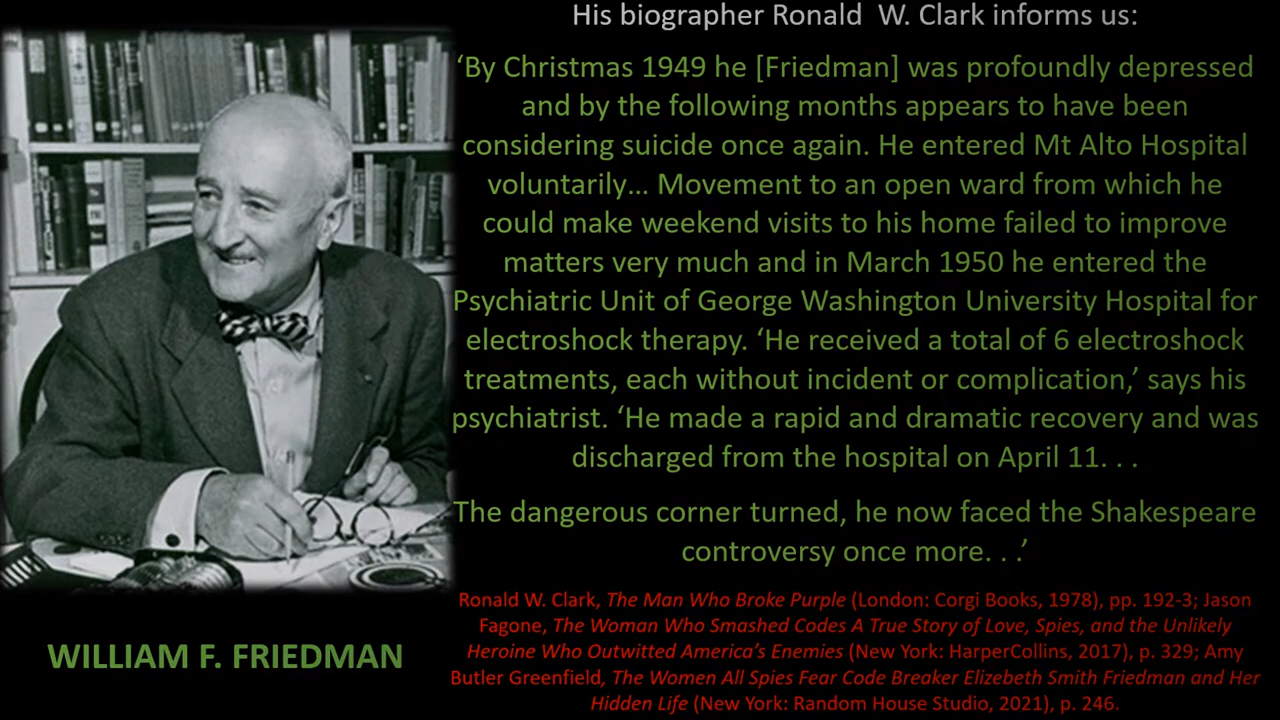 His biographer Ronald  W. Clark informs us:
‘By Christmas 1949 he [Friedman] was profoundly depressed
and by the following months appears to have been
considering suicide once again. He entered Mt Alto Hospital
voluntarily… Movement to an open ward from which he
could make weekend visits to his home failed to improve
matters very much and in March 1950 he entered the
Psychiatric Unit of George Washington University Hospital for
electroshock therapy. ‘He received a total of 6 electroshock
treatments, each without incident or complication,’ says his
psychiatrist. ‘He made a rapid and dramatic recovery and was
discharged from the hospital on April 11. . .
The dangerous corner turned, he now faced the Shakespeare
controversy once more. . .’
Ronald W. Clark, The Man Who Broke Purple (London: Corgi Books, 1978), pp. 192-3; Jason
Fagone, The Woman Who Smashed Codes A True Story of Love, Spies, and the Unlikely
Heroine Who Outwitted America’s Enemies (New York: HarperCollins, 2017), p. 329; Amy
Butler Greenfield, The Women All Spies Fear Code Breaker Elizebeth Smith Friedman and Her
Hidden Life (New York: Random House Studio, 2021), p. 246.
WILLIAM F. FRIEDMAN